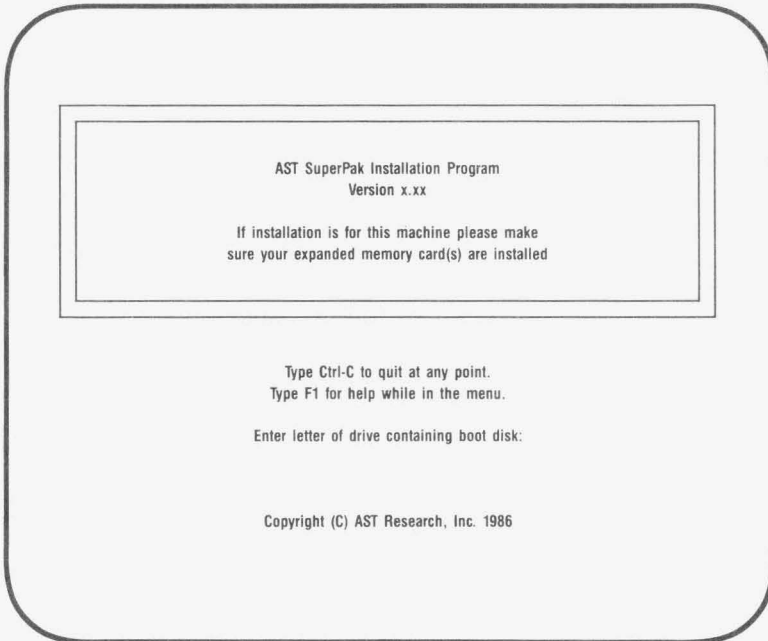 AST SuperPak Installation Program
Version x.xx
If installation is for this machine please make
sure your expanded memory card(s) are installed
Type Ctrl-C to quit at any point.
Type F1 for help while in the menu.
Enter letter of drive containing boot disk:
Copyright (C) AST Research, Inc. 1986